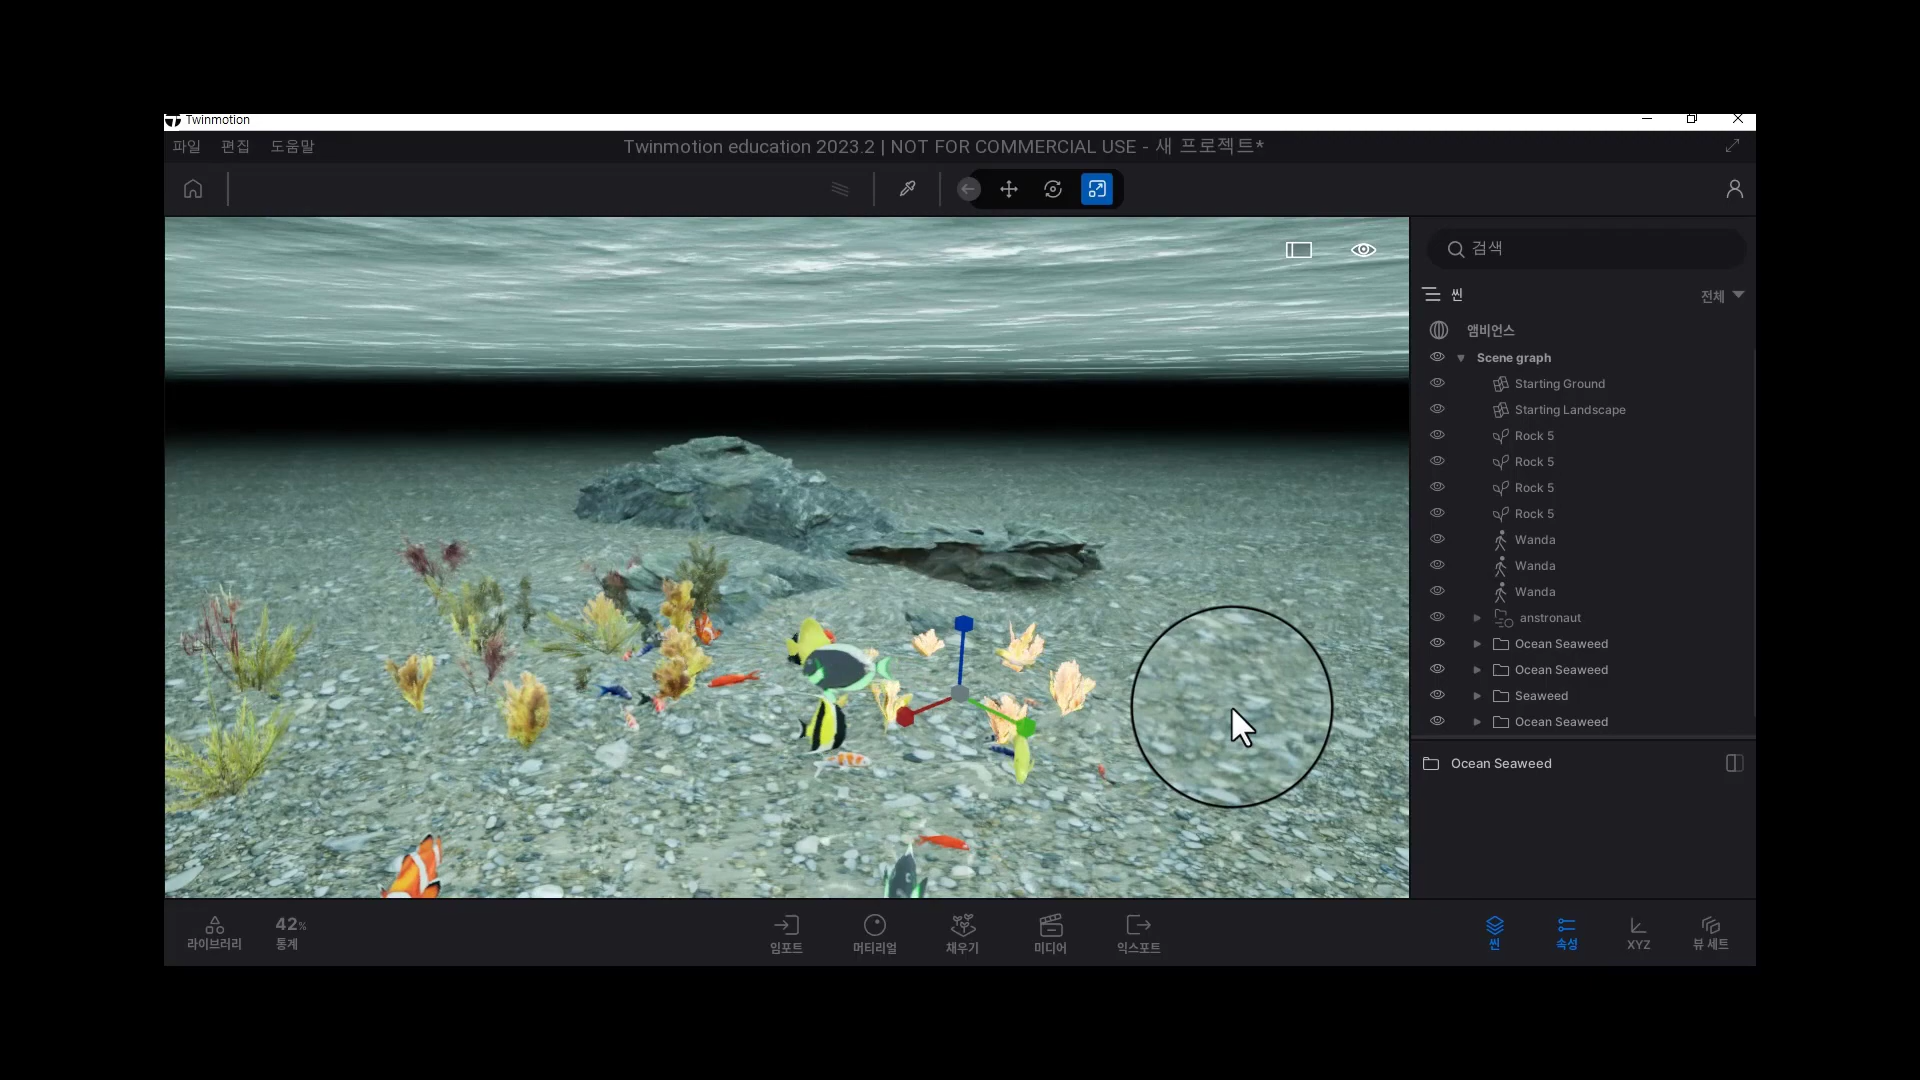 Twinmotion
파일 편집 도움말
Twinmotion education 2023.2 | NOT FOR COMMERCIAL USE - 새 프로젝트*
검색
씬 전체
앰비언스
Scene graph
Starting Ground
Starting Landscape
Rock 5
Rock 5
Rock 5
Rock 5
Wanda
Wanda
Wanda
anstronaut
Ocean Seaweed
Ocean Seaweed
Seaweed
Ocean Seaweed
Ocean Seaweed
라이브러리
42%
통계
임포트
머티리얼
채우기
미디어
익스포트
씬
속성
XYZ
뷰 세트